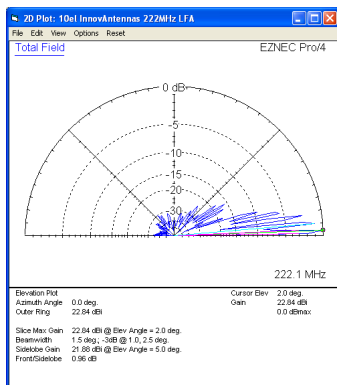 2D Plot: 10el InnovAntennas 222MHz LFA
File Edit View Options Reset
Total Field EZNEC Pro/4
0 dB
-5
-10
-15
-20
-30
222.1 MHz
Elevation Plot Cursor Elev 2.0 deg.
Azimuth Angle 0.0 deg. Gain 22.84 dBi
Outer Ring 22.84 dBi 0.0 dBmax
Slice Max Gain 22.84 dBi @ Elev Angle = 2.0 deg.
Beamwidth 1.5 deg.; -3dB @ 1.0, 2.5 deg.
Sidelobe Gain 21.88 dBi @ Elev Angle = 5.0 deg.
Front/Sidelobe 0.96 dB